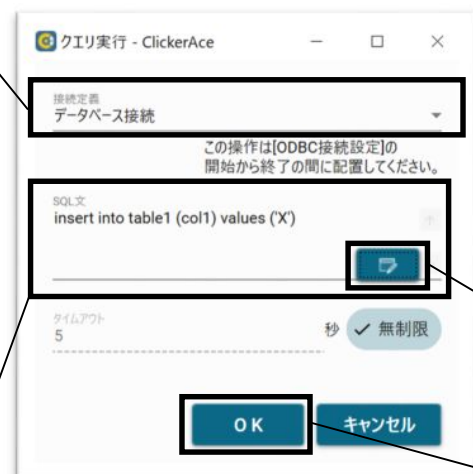 クエリ実行 - ClickerAce
接続定義
データベース接続
この操作は[ODBC接続設定]の
開始から終了の間に配置してください。
SQL文
insert into table1 (col1) values ('X')
タイムアウト
5
秒
無制限
OK
キャンセル